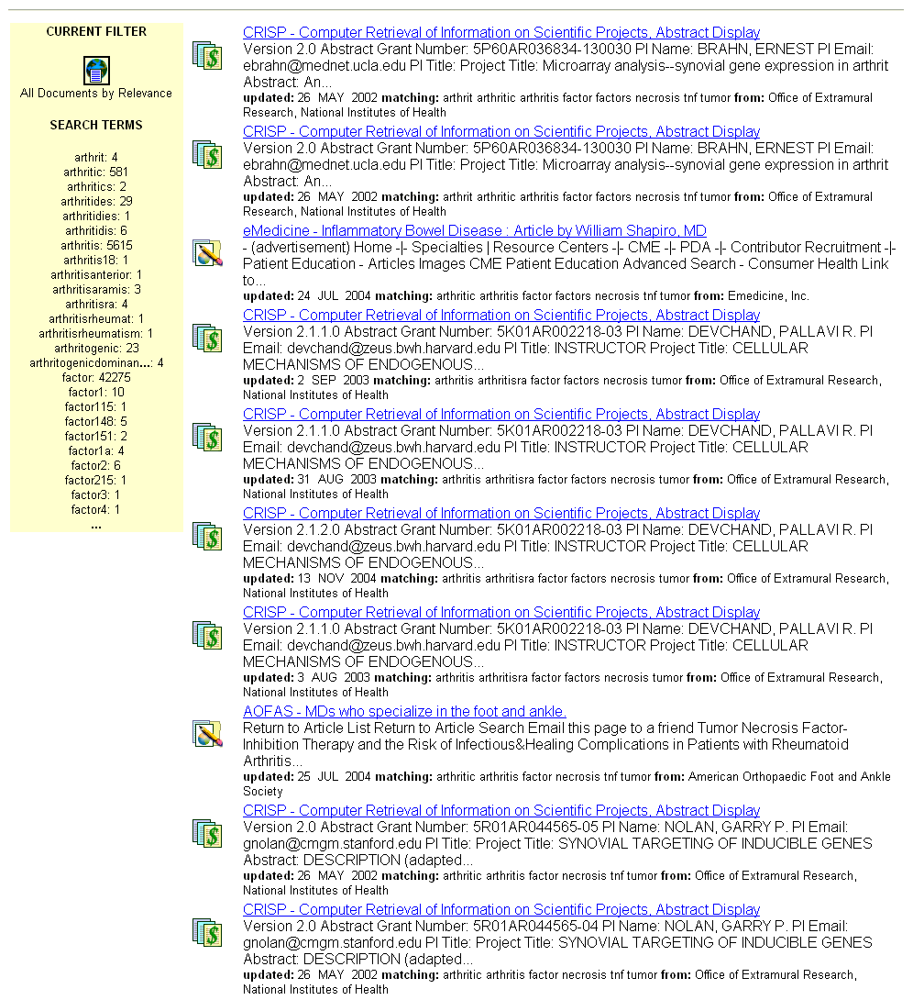 CURRENT FILTER
All Documents by Relevance
SEARCH TERMS
arthrit: 4
arthritic: 581
arthritics: 2
arthritides: 29
arthritidies: 1
arthritidis: 6
arthritis: 5615
arthritis18: 1
arthritisanterior: 1
arthritisaramis: 3
arthritisra: 4
arthritisrheumat: 1
arthritisrheumatism: 1
arthritogenic: 23
arthritogenicdominan...: 4
factor: 42275
factor1: 10
factor115: 1
factor148: 5
factor151: 2
factor1a: 4
factor2: 6
factor215: 1
factor3: 1
factor4: 1
...
CRISP - Computer Retrieval of Information on Scientific Projects, Abstract Display
Version 2.0 Abstract Grant Number: 5P60AR036834-130030 PI Name: BRAHN, ERNEST PI Email:
ebrahn@mednet.ucla.edu PI Title: Project Title: Microarray analysis--synovial gene expression in arthrit
Abstract: An...
updated: 26 MAY 2002 matching: arthrit arthritic arthritis factor factors necrosis tnf tumor from: Office of Extramural
Research, National Institutes of Health
CRISP - Computer Retrieval of Information on Scientific Projects, Abstract Display
Version 2.0 Abstract Grant Number: 5P60AR036834-130030 PI Name: BRAHN, ERNEST PI Email:
ebrahn@mednet.ucla.edu PI Title: Project Title: Microarray analysis--synovial gene expression in arthrit
Abstract: An...
updated: 26 MAY 2002 matching: arthrit arthritic arthritis factor factors necrosis tnf tumor from: Office of Extramural
Research, National Institutes of Health
eMedicine - Inflammatory Bowel Disease : Article by William Shapiro, MD
- (advertisement) Home -|- Specialties | Resource Centers -|- CME -|- PDA -|- Contributor Recruitment -|-
Patient Education - Articles Images CME Patient Education Advanced Search - Consumer Health Link
to...
updated: 24 JUL 2004 matching: arthritic arthritis factor factors necrosis tnf tumor from: Emedicine, Inc.
CRISP - Computer Retrieval of Information on Scientific Projects, Abstract Display
Version 2.1.1.0 Abstract Grant Number: 5K01AR002218-03 PI Name: DEVCHAND, PALLAVI R. PI
Email: devchand@zeus.bwh.harvard.edu PI Title: INSTRUCTOR Project Title: CELLULAR
MECHANISMS OF ENDOGENOUS...
updated: 2 SEP 2003 matching: arthritis arthritisra factor factors necrosis tumor from: Office of Extramural Research,
National Institutes of Health
CRISP - Computer Retrieval of Information on Scientific Projects, Abstract Display
Version 2.1.1.0 Abstract Grant Number: 5K01AR002218-03 PI Name: DEVCHAND, PALLAVI R. PI
Email: devchand@zeus.bwh.harvard.edu PI Title: INSTRUCTOR Project Title: CELLULAR
MECHANISMS OF ENDOGENOUS...
updated: 31 AUG 2003 matching: arthritis arthritisra factor factors necrosis tumor from: Office of Extramural Research,
National Institutes of Health
CRISP - Computer Retrieval of Information on Scientific Projects, Abstract Display
Version 2.1.2.0 Abstract Grant Number: 5K01AR002218-03 PI Name: DEVCHAND, PALLAVI R. PI
Email: devchand@zeus.bwh.harvard.edu PI Title: INSTRUCTOR Project Title: CELLULAR
MECHANISMS OF ENDOGENOUS...
updated: 13 NOV 2004 matching: arthritis arthritisra factor factors necrosis tumor from: Office of Extramural Research,
National Institutes of Health
CRISP - Computer Retrieval of Information on Scientific Projects, Abstract Display
Version 2.1.1.0 Abstract Grant Number: 5K01AR002218-03 PI Name: DEVCHAND, PALLAVI R. PI
Email: devchand@zeus.bwh.harvard.edu PI Title: INSTRUCTOR Project Title: CELLULAR
MECHANISMS OF ENDOGENOUS...
updated: 3 AUG 2003 matching: arthritis arthritisra factor factors necrosis tumor from: Office of Extramural Research,
National Institutes of Health
AOFAS - MDs who specialize in the foot and ankle.
Return to Article List Return to Article Search Email this page to a friend Tumor Necrosis Factor-
Inhibition Therapy and the Risk of Infectious&Healing Complications in Patients with Rheumatoid
Arthritis...
updated: 25 JUL 2004 matching: arthritic arthritis factor necrosis tnf tumor from: American Orthopaedic Foot and Ankle
Society
CRISP - Computer Retrieval of Information on Scientific Projects, Abstract Display
Version 2.0 Abstract Grant Number: 5R01AR044565-05 PI Name: NOLAN, GARRY P. PI Email:
gnolan@cmgm.stanford.edu PI Title: Project Title: SYNOVIAL TARGETING OF INDUCIBLE GENES
Abstract: DESCRIPTION (adapted...
updated: 26 MAY 2002 matching: arthritic arthritis factor necrosis tnf tumor from: Office of Extramural Research,
National Institutes of Health
CRISP - Computer Retrieval of Information on Scientific Projects, Abstract Display
Version 2.0 Abstract Grant Number: 5R01AR044565-04 PI Name: NOLAN, GARRY P. PI Email:
gnolan@cmgm.stanford.edu PI Title: Project Title: SYNOVIAL TARGETING OF INDUCIBLE GENES
Abstract: DESCRIPTION (adapted...
updated: 26 MAY 2002 matching: arthritic arthritis factor necrosis tnf tumor from: Office of Extramural Research,
National Institutes of Health